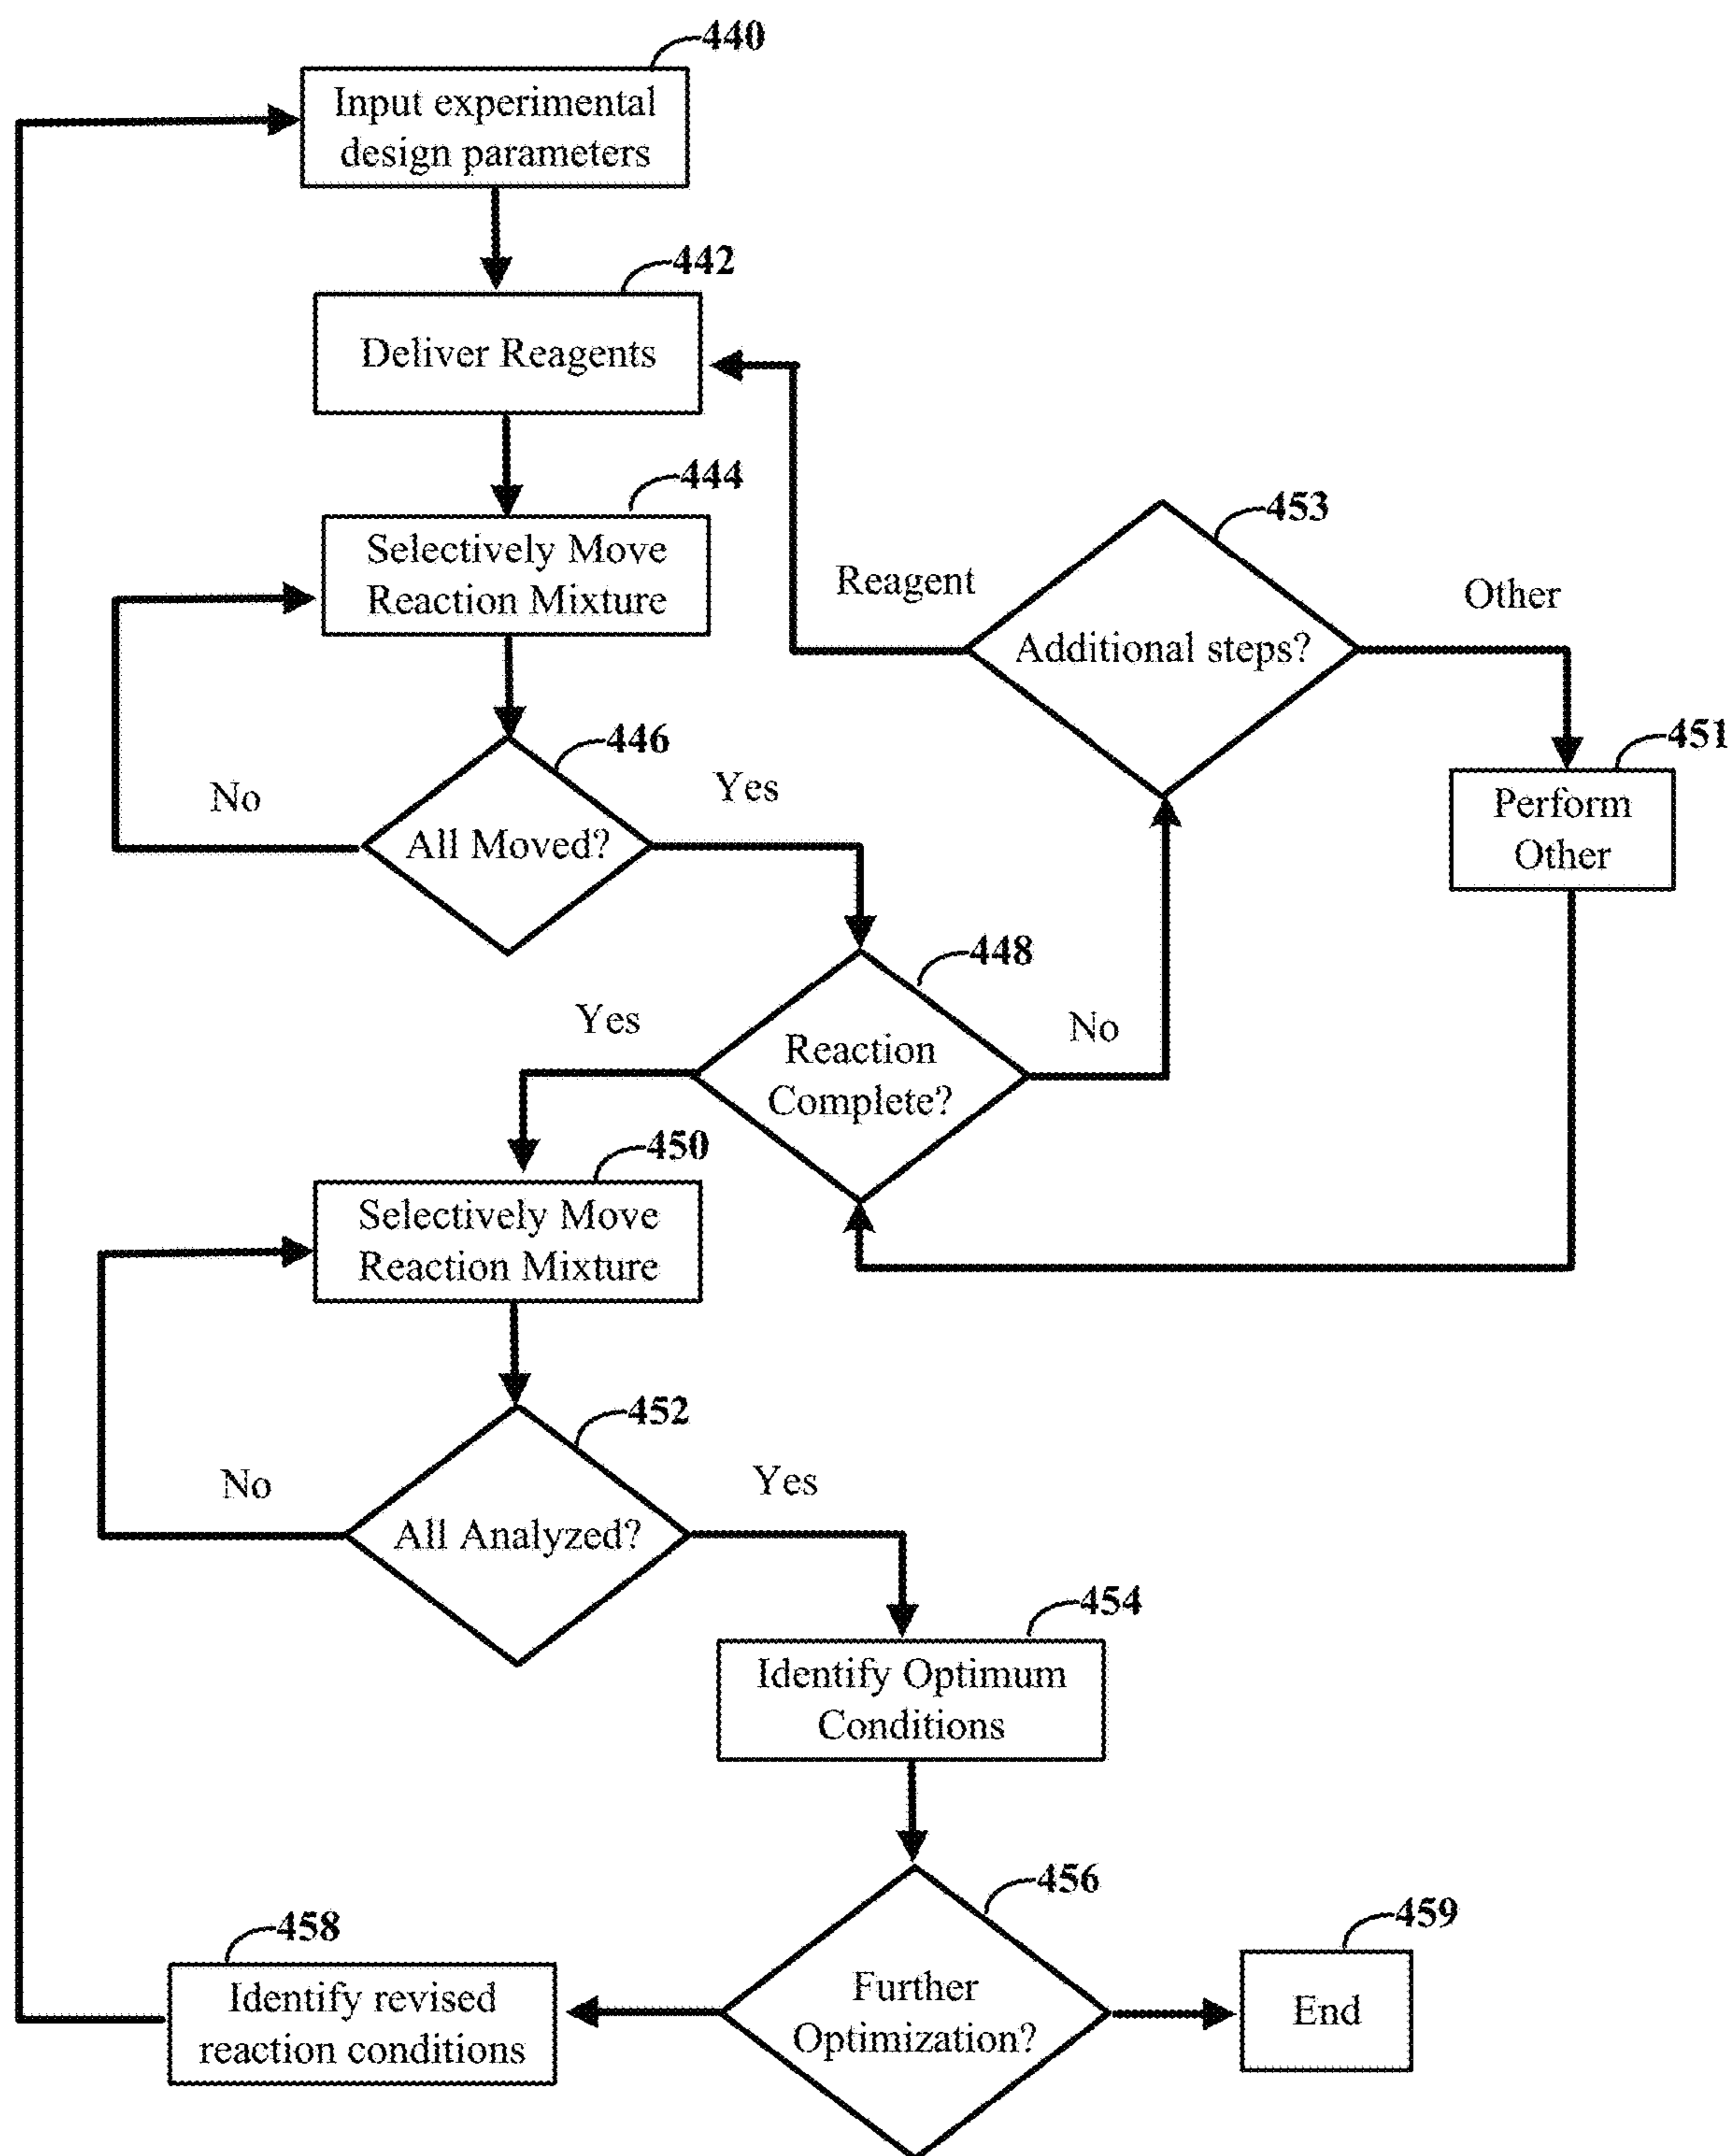 440
Input experimental
design parameters
442
Deliver Reagents
444
Selectively Move
Reaction Mixture
453
Reagent
Other
Additional steps?
446
No
Yes
All Moved?
451
Perform
Other
448
Yes
No
Reaction
Complete?
450
Selectively Move
Reaction Mixture
452
No
Yes
All Analyzed?
454
Identify Optimum
Conditions
456
458
459
Identify revised
reaction conditions
Further
Optimization?
End